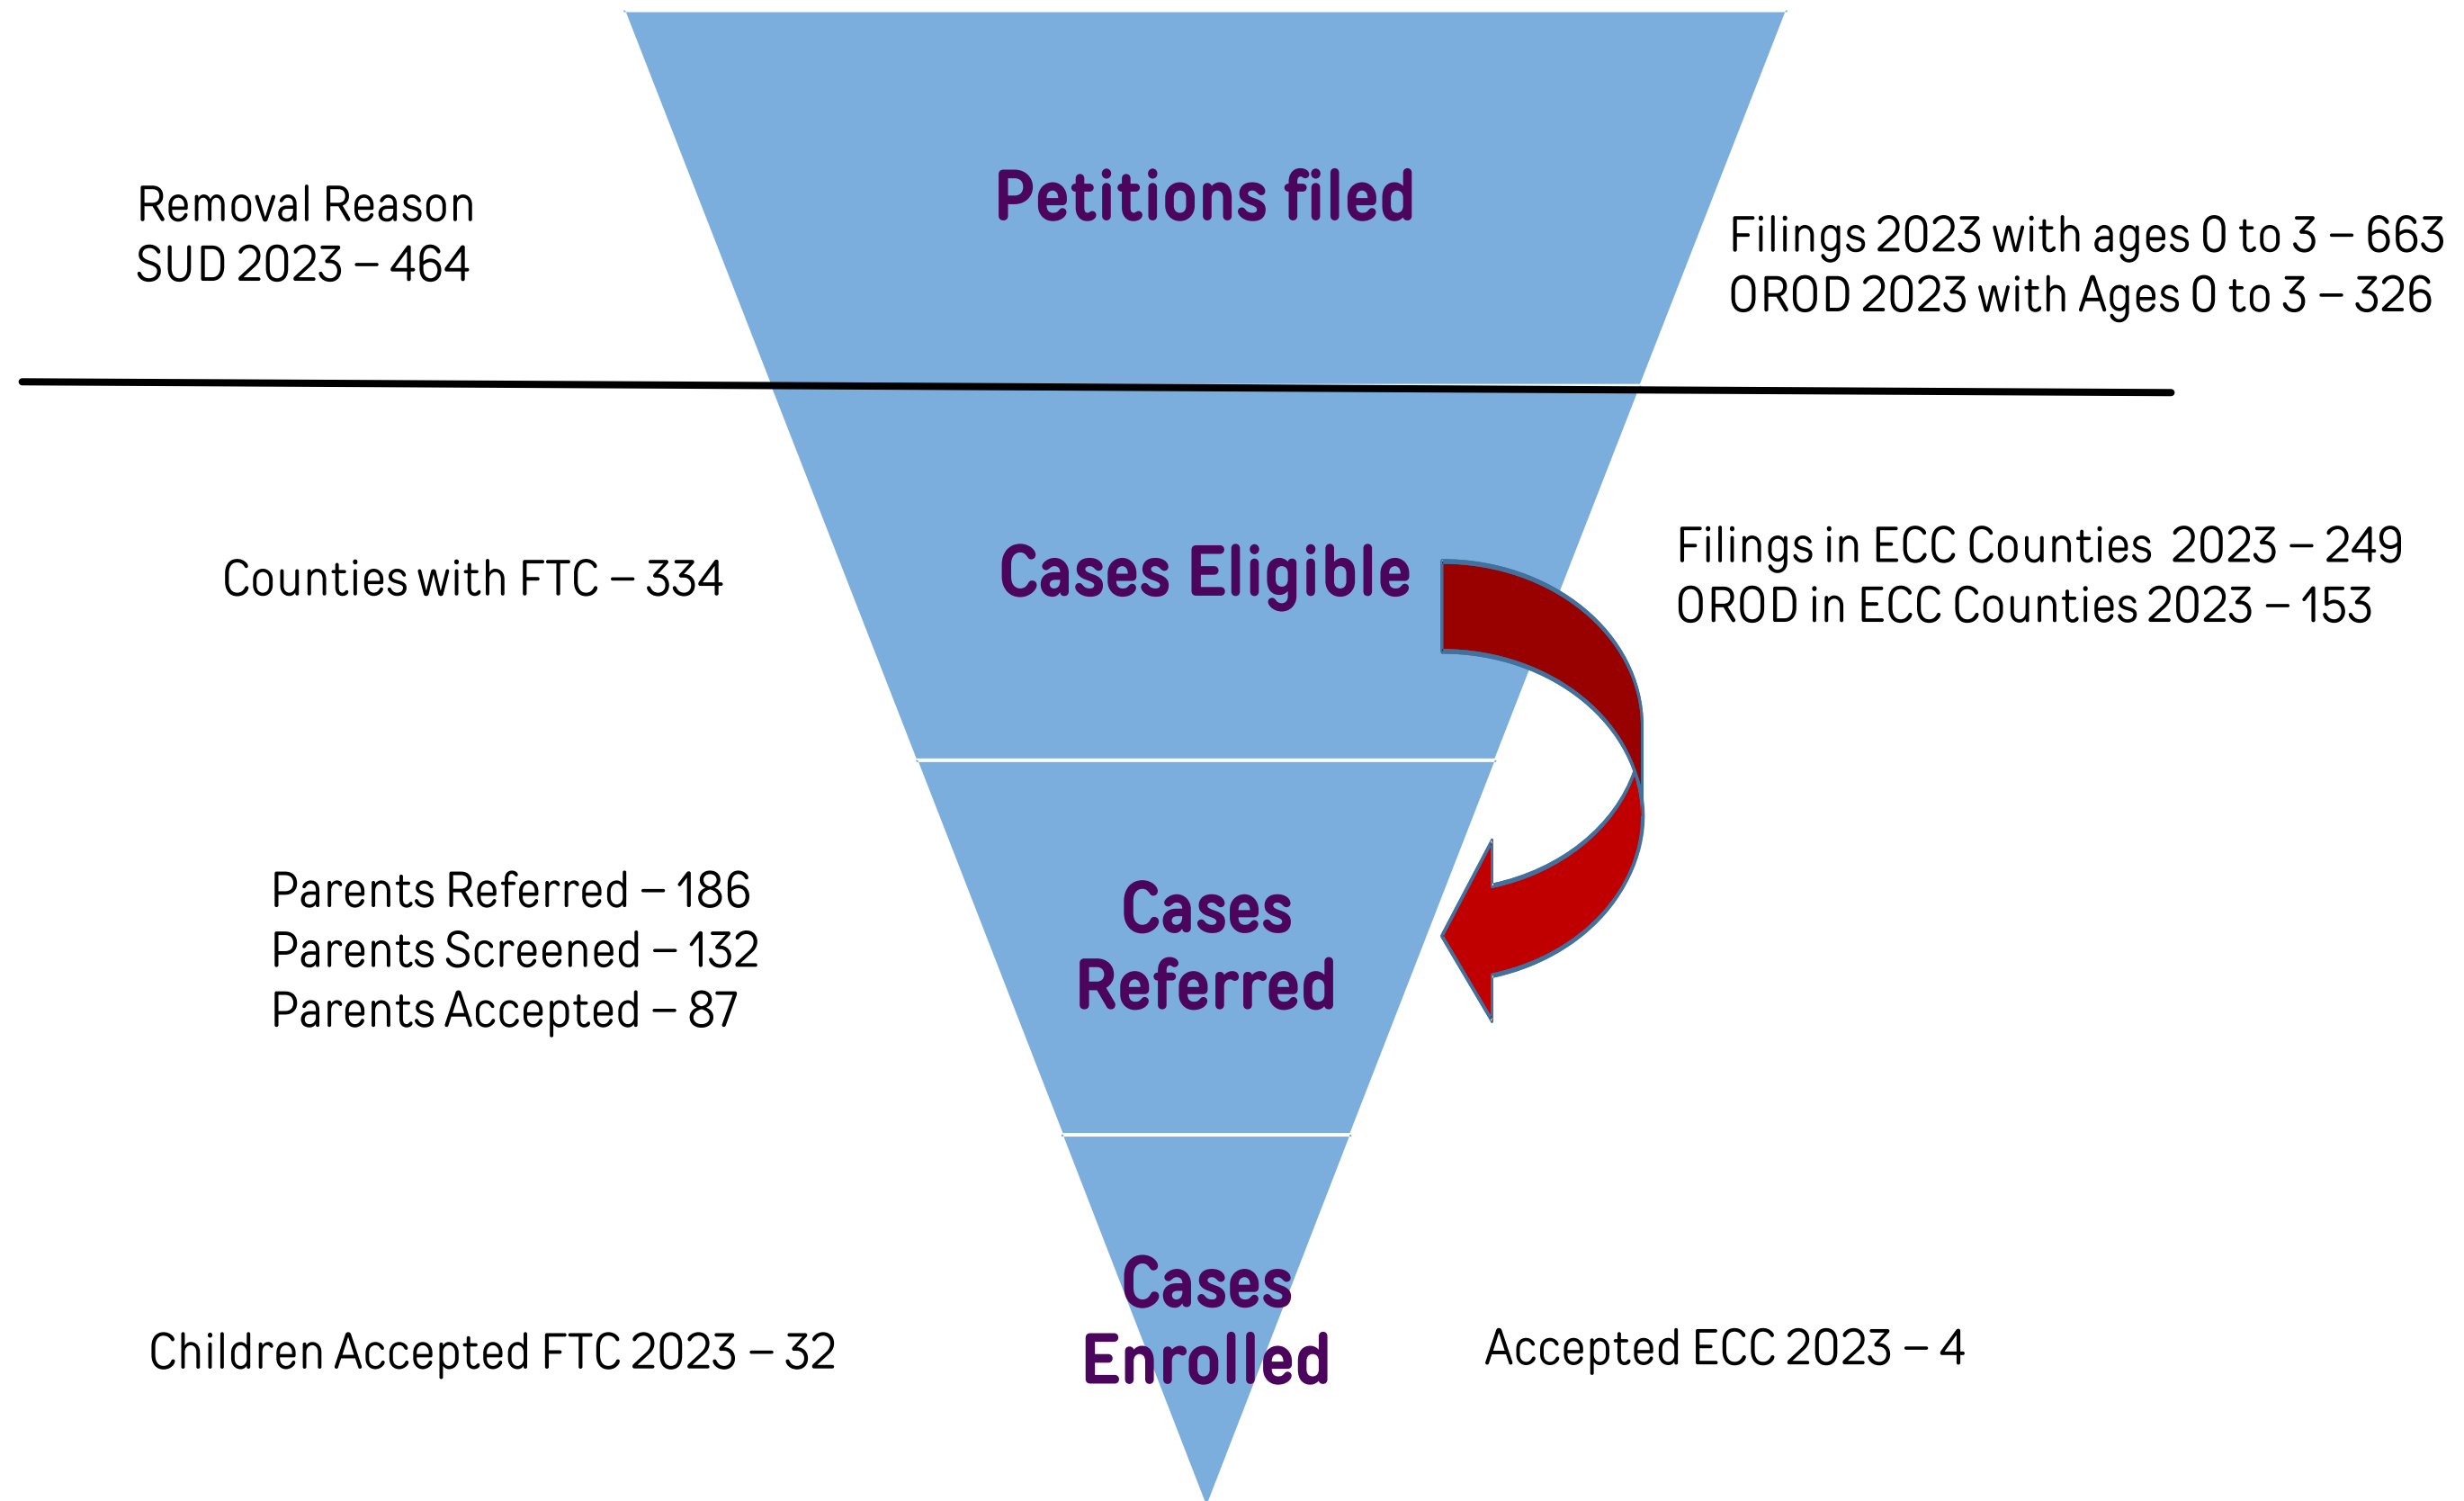 Petitions filed
Removal Reason
SUD 2023 – 464
Filings 2023 with ages 0 to 3 – 663
OROD 2023 with Ages 0 to 3 – 326
Cases Eligible
Counties with FTC – 34
Filings in ECC Counties 2023 – 249
OROD in ECC Counties 2023 – 153
Cases
Referred
Parents Referred – 186
Parents Screened – 132
Parents Accepted – 87
Cases
Enrolled
Children Accepted FTC 2023 – 32
Accepted ECC 2023 – 4